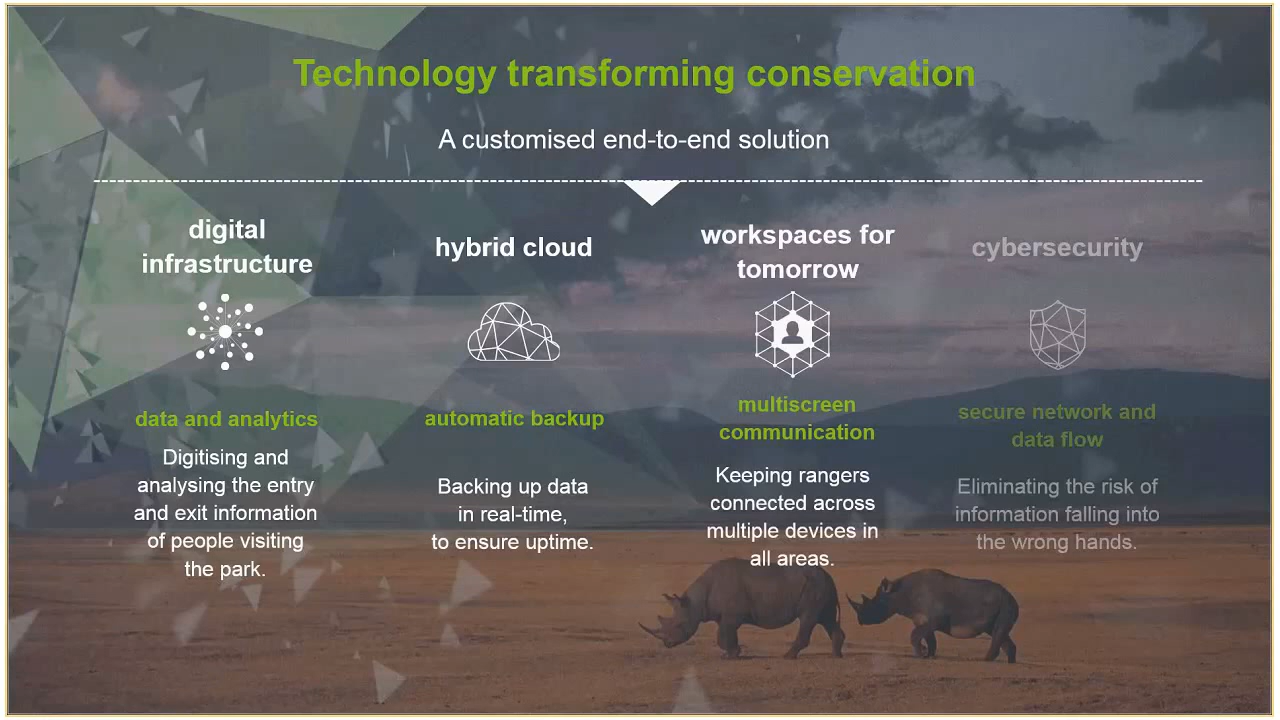 Technology transforming conservation
A customised end-to-end solution
digital
infrastructure
data and analytics
Digitising and
analysing the entry
and exit information
of people visiting
the park.
hybrid cloud
automatic backup
Backing up data
in real-time,
to ensure uptime.
workspaces for
tomorrow
multiscreen
communication
Keeping rangers
connected across
multiple devices in
all areas.
cybersecurity
secure network and
data flow
Eliminating the risk of
information falling into
the wrong hands.